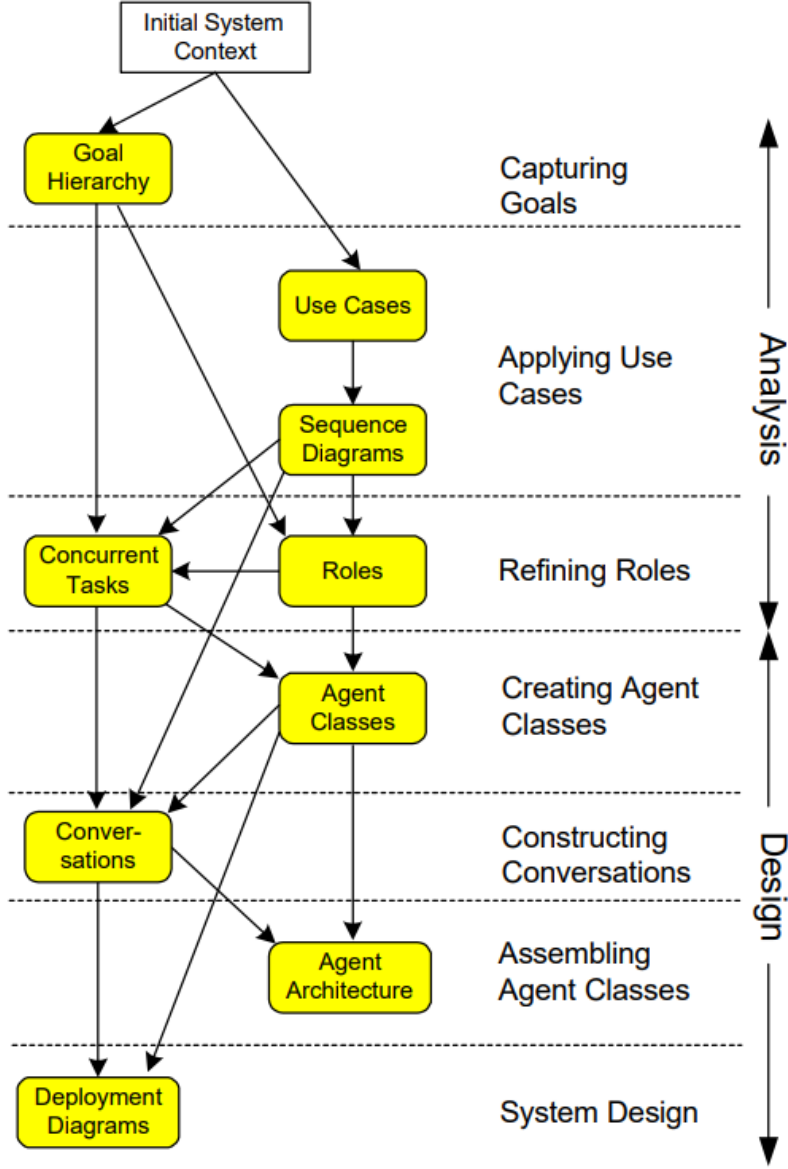 Initial System
Context
Goal
Hierarchy
Capturing
Goals
Use Cases
Applying Use
Cases
Sequence
Diagrams
Analysis
Concurrent
Tasks
Roles
Refining Roles
Agent
Classes
Creating Agent
Classes
Conver-
sations
Constructing
Conversations
Design
Agent
Architecture
Assembling
Agent Classes
Deployment
Diagrams
System Design